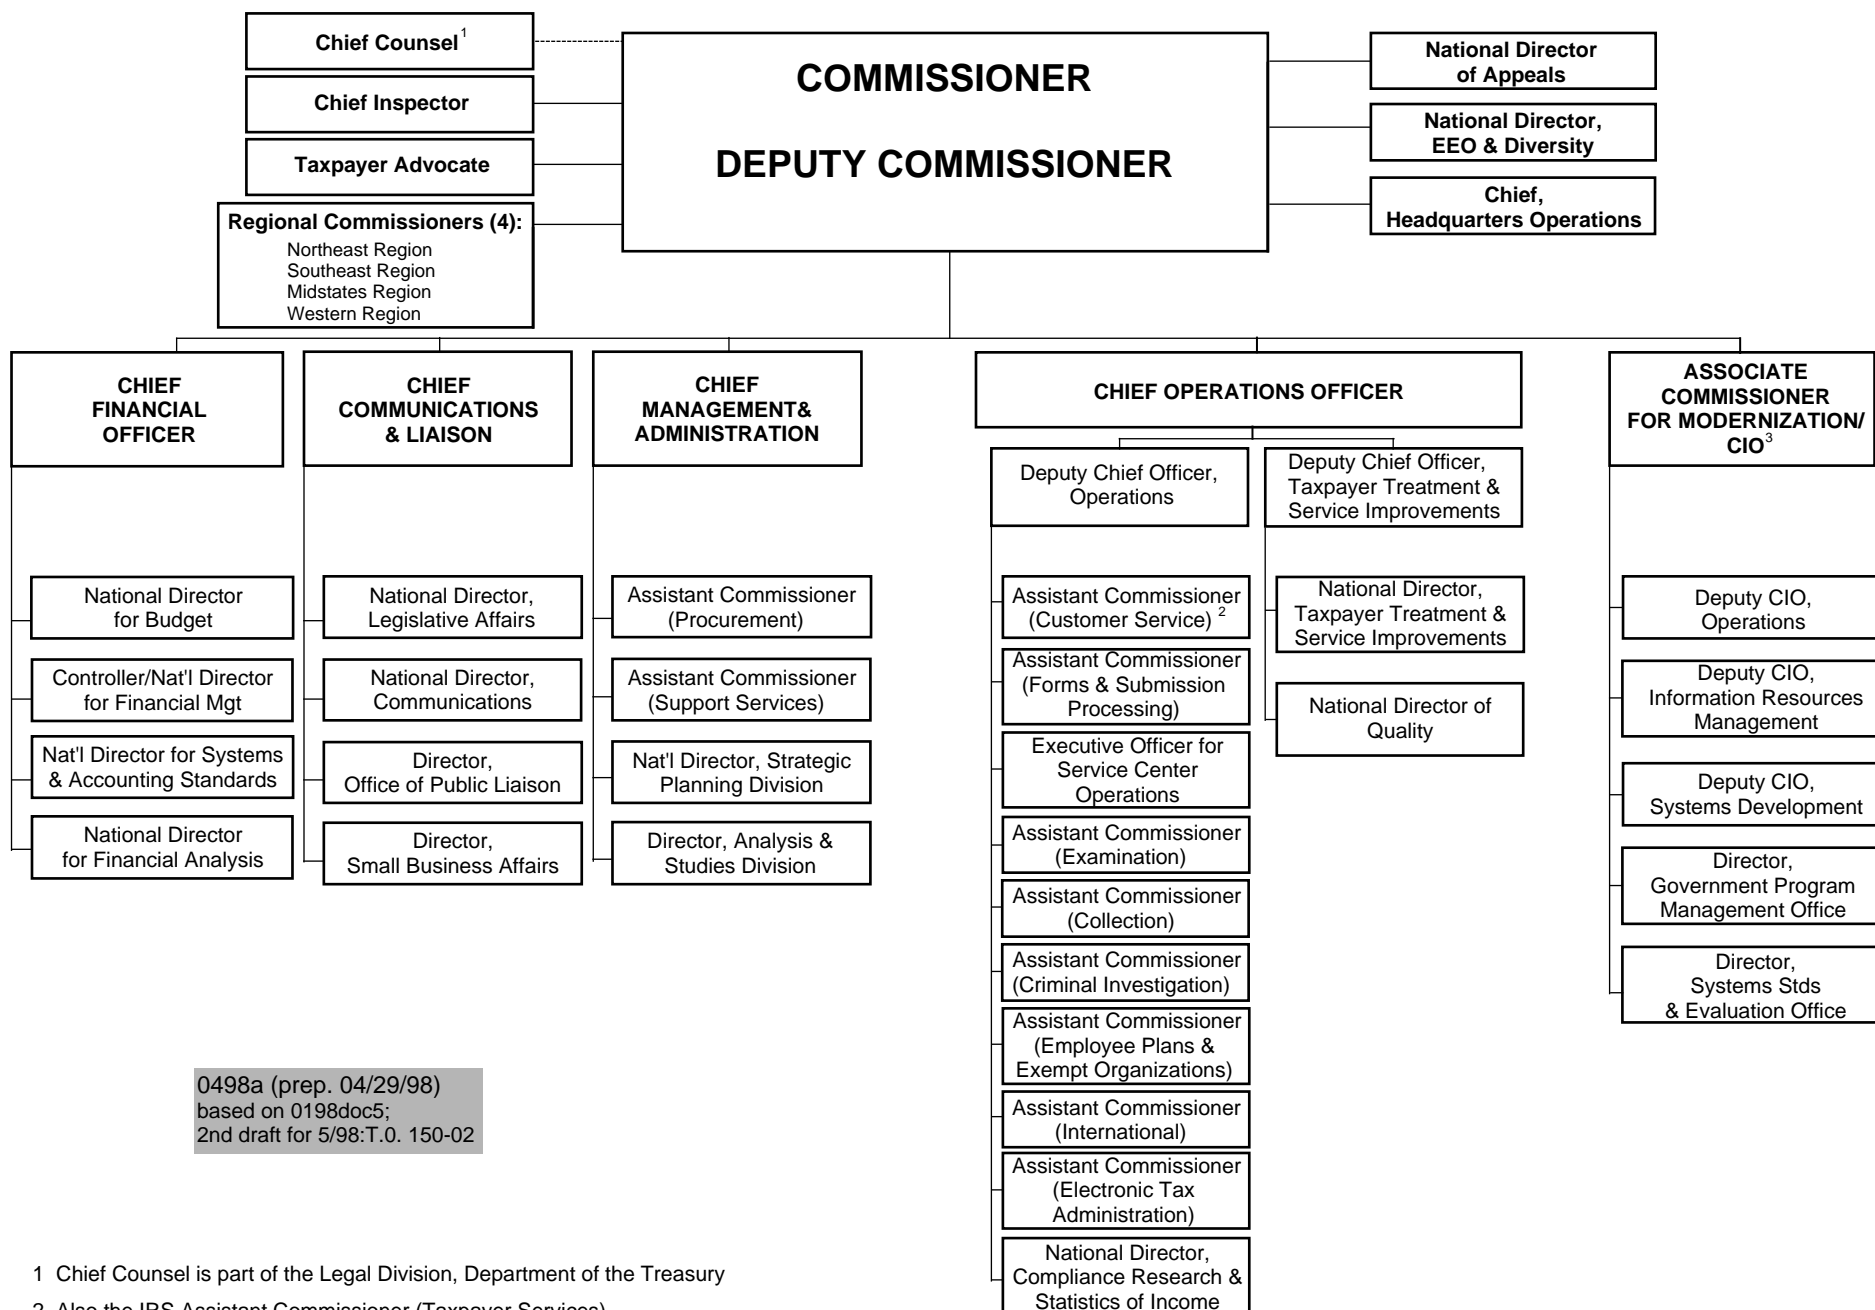 Chief Counsel 1
Chief Inspector
Taxpayer Advocate
Regional Commissioners (4):
Northeast Region
Southeast Region
Midstates Region
Western Region
COMMISSIONER
DEPUTY COMMISSIONER
National Director
of Appeals
National Director,
EEO & Diversity
Chief,
Headquarters Operations
CHIEF
FINANCIAL
OFFICER
National Director
for Budget
Controller/Nat'l Director
for Financial Mgt
Nat'l Director for Systems
& Accounting Standards
National Director
for Financial Analysis
CHIEF
COMMUNICATIONS
& LIAISON
National Director,
Legislative Affairs
National Director,
Communications
Director,
Office of Public Liaison
Director,
Small Business Affairs
CHIEF
MANAGEMENT&
ADMINISTRATION
Assistant Commissioner
(Procurement)
Assistant Commissioner
(Support Services)
Nat'l Director, Strategic
Planning Division
Director, Analysis &
Studies Division
CHIEF OPERATIONS OFFICER
Deputy Chief Officer,
Operations
Assistant Commissioner
(Customer Service) 2
Assistant Commissioner
(Forms & Submission
Processing)
Executive Officer for
Service Center
Operations
Assistant Commissioner
(Examination)
Assistant Commissioner
(Collection)
Assistant Commissioner
(Criminal Investigation)
Assistant Commissioner
(Employee Plans &
Exempt Organizations)
Assistant Commissioner
(International)
Assistant Commissioner
(Electronic Tax
Administration)
National Director,
Compliance Research &
Statistics of Income
Deputy Chief Officer,
Taxpayer Treatment &
Service Improvements
National Director,
Taxpayer Treatment &
Service Improvements
National Director of
Quality
ASSOCIATE
COMMISSIONER
FOR MODERNIZATION/
CIO3
Deputy CIO,
Operations
Deputy CIO,
Information Resources
Management
Deputy CIO,
Systems Development
Director,
Government Program
Management Office
Director,
Systems Stds
& Evaluation Office
0498a (prep. 04/29/98)
based on 0198doc5;
2nd draft for 5/98:T.0. 150-02
1 Chief Counsel is part of the Legal Division, Department of the Treasury
2 Also the IRS Assistant Commissioner (Taxpayer Services)